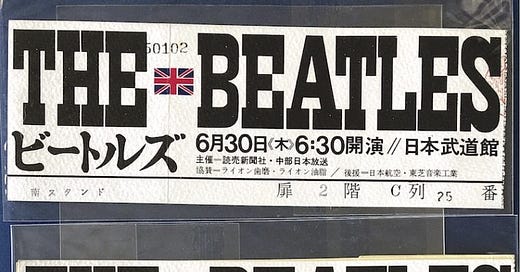 50102
THE BEATLES
ビートルズ 6月30日《木》6:30開演//日本武道館
主催—読売新聞社・中部日本放送
協賛—ライオン歯磨・ライオン油脂/後援—日本航空・東芝音楽工業
南スタンド 扉 2 階 C列 25 番
THE BEATLES